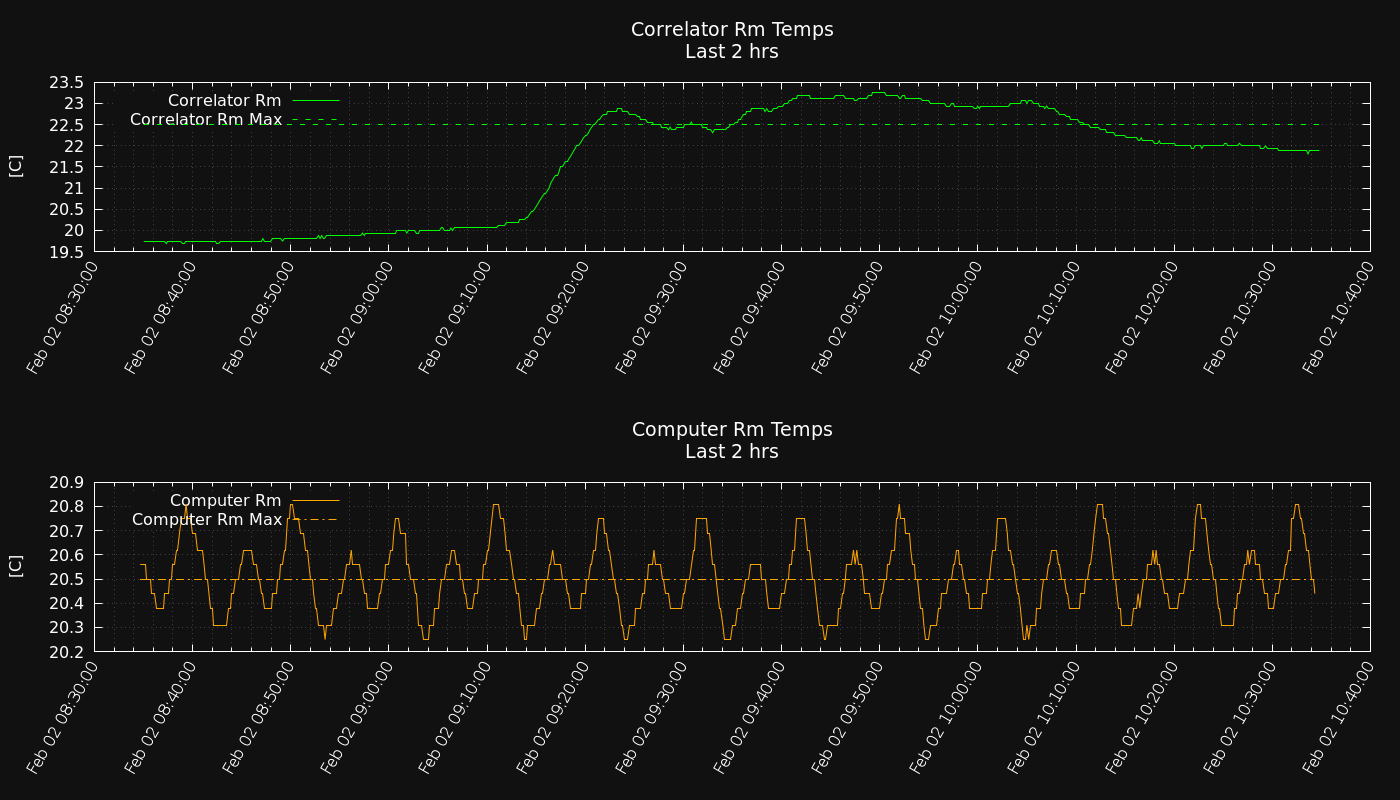 Correlator Rm Temps
Last 2 hrs
23.5
23
22.5
22
21.5
21
20.5
20
19.5
[C]
Correlator Rm
Correlator Rm Max
Feb 02 08:30:00
Feb 02 08:40:00
Feb 02 08:50:00
Feb 02 09:00:00
Feb 02 09:10:00
Feb 02 09:20:00
Feb 02 09:30:00
Feb 02 09:40:00
Feb 02 09:50:00
Feb 02 10:00:00
Feb 02 10:10:00
Feb 02 10:20:00
Feb 02 10:30:00
Feb 02 10:40:00
Computer Rm Temps
Last 2 hrs
20.9
20.8
20.7
20.6
20.5
20.4
20.3
20.2
[C]
Computer Rm
Computer Rm Max
Feb 02 08:30:00
Feb 02 08:40:00
Feb 02 08:50:00
Feb 02 09:00:00
Feb 02 09:10:00
Feb 02 09:20:00
Feb 02 09:30:00
Feb 02 09:40:00
Feb 02 09:50:00
Feb 02 10:00:00
Feb 02 10:10:00
Feb 02 10:20:00
Feb 02 10:30:00
Feb 02 10:40:00